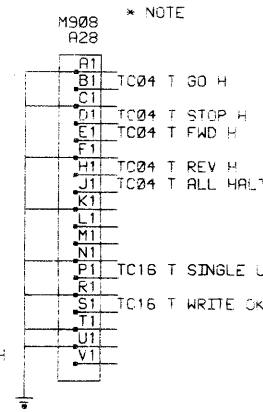 * NOTE
M908
A28
A1
B1 TC04 T GO H
C1
D1 TC04 T STOP H
E1 TC04 T FWD H
F1
H1 TC04 T REV H
J1 TC04 T ALL HALT
K1
L1
M1
N1
P1 TC16 T SINGLE
R1
S1 TC16 T WRITE OK
T1
U1
V1